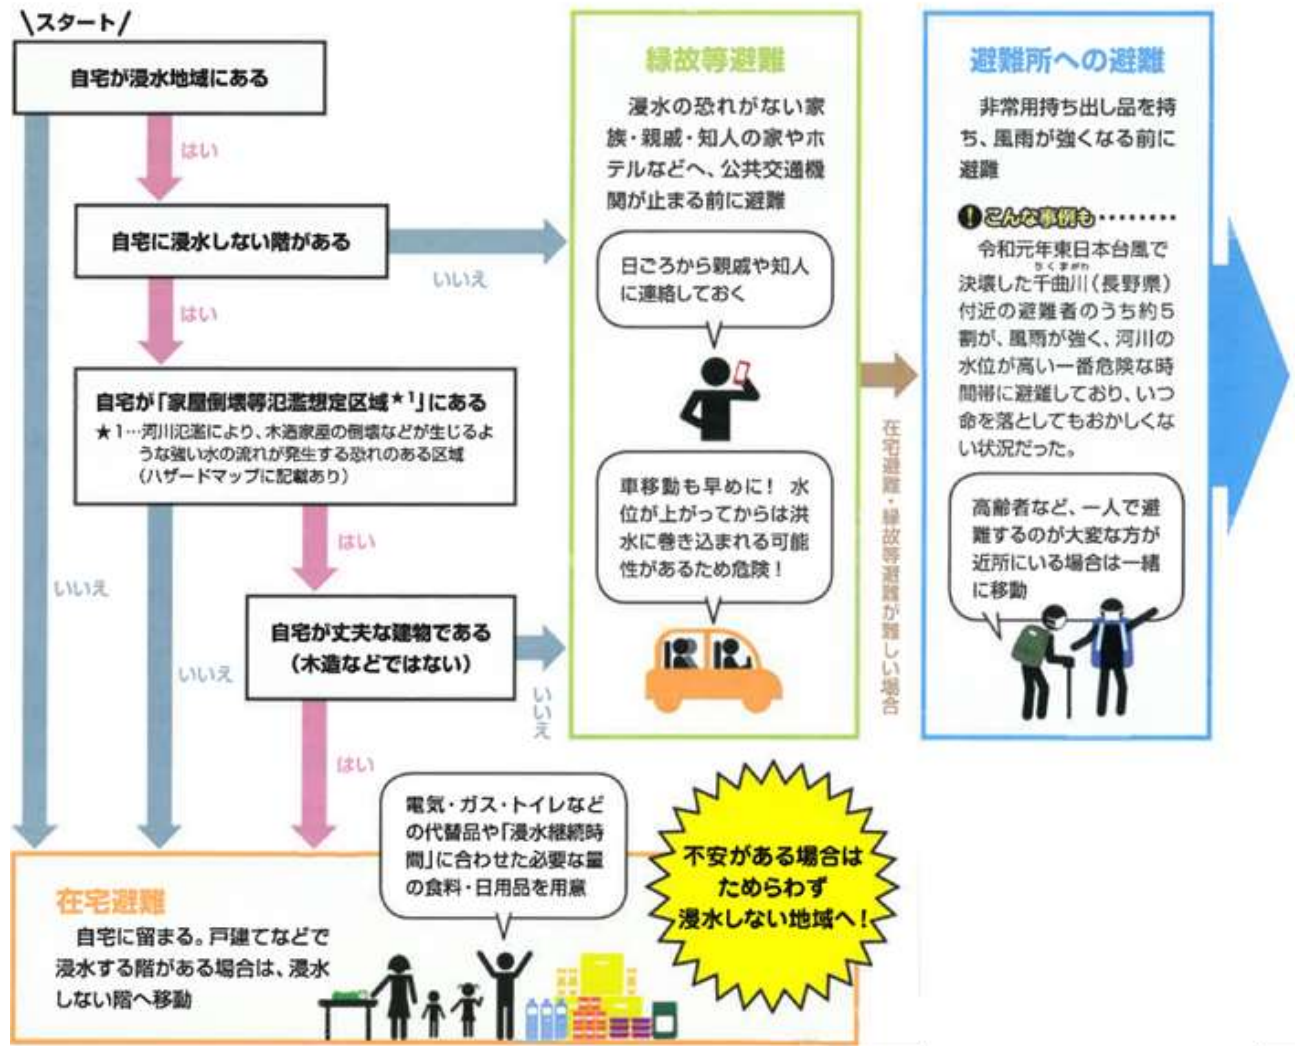 \スタート/
自宅が浸水地域にある
はい
自宅に浸水しない階がある
いいえ
はい
自宅が「家屋倒壊等氾濫想定区域★1」にある
★1…河川氾濫により、木造家屋の倒壊などが生じるよ
うな強い水の流れが発生する恐れのある区域
(ハザードマップに記載あり)
はい
いいえ
いいえ
自宅が丈夫な建物である
(木造などではない)
いいえ
はい
緑故等避難
浸水の恐れがない家
族・親戚・知人の家やホ
テルなどへ、公共交通機
関が止まる前に避難
日ごろから親戚や知人
に連絡しておく
車移動も早めに! 水
位が上がってからは洪
水に巻き込まれる可能
性があるため危険!
在宅避難・縁故等避難が難しい場合
避難所への避難
非常用持ち出し品を持
ち、風雨が強くなる前に
避難
!こんな事例も・・・・・・・・
令和元年東日本台風で
ちくまがわ
決壊した千曲川(長野県)
付近の避難者のうち約5
割が、風雨が強く、河川の
水位が高い一番危険な時
間帯に避難しており、いつ
命を落としてもおかしくな
い状況だった。
高齢者など、一人で避
難するのが大変な方が
近所にいる場合は一緒
に移動
在宅避難
自宅に留まる。戸建てなどで
浸水する階がある場合は、浸水
しない階へ移動
電気・ガス・トイレなど
の代替品や「浸水継続時
間」に合わせた必要な量
の食料・日用品を用意
不安がある場合は
ためらわず
浸水しない地域へ!